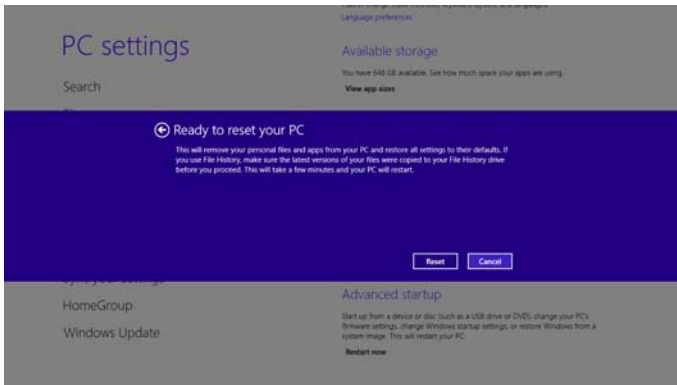 Language preferences
PC settings
Available storage
You have 648 GB available. See how much space your apps are using.
Search
View app sizes
Ready to reset your PC
This will remove your personal files and apps from your PC and restore all settings to their defaults. If
you use File History, make sure the latest versions of your files were copied to your File History drive
before you proceed. This will take a few minutes and your PC will restart.
Reset Cancel
HomeGroup
Advanced startup
Start up from a device or disc (such as a USB drive or DVD), change your PC's
firmware settings, change Windows startup settings, or restore Windows from a
Windows Update
system image. This will restart your PC.
Restart now